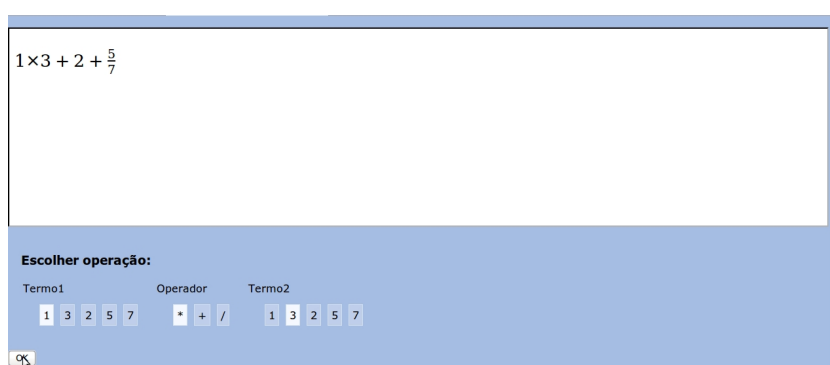 1×3 + 2 + 5/7
Escolher operação:
Termo1 Operador Termo2
1 3 2 5 7 * + / 1 3 2 5 7
OK